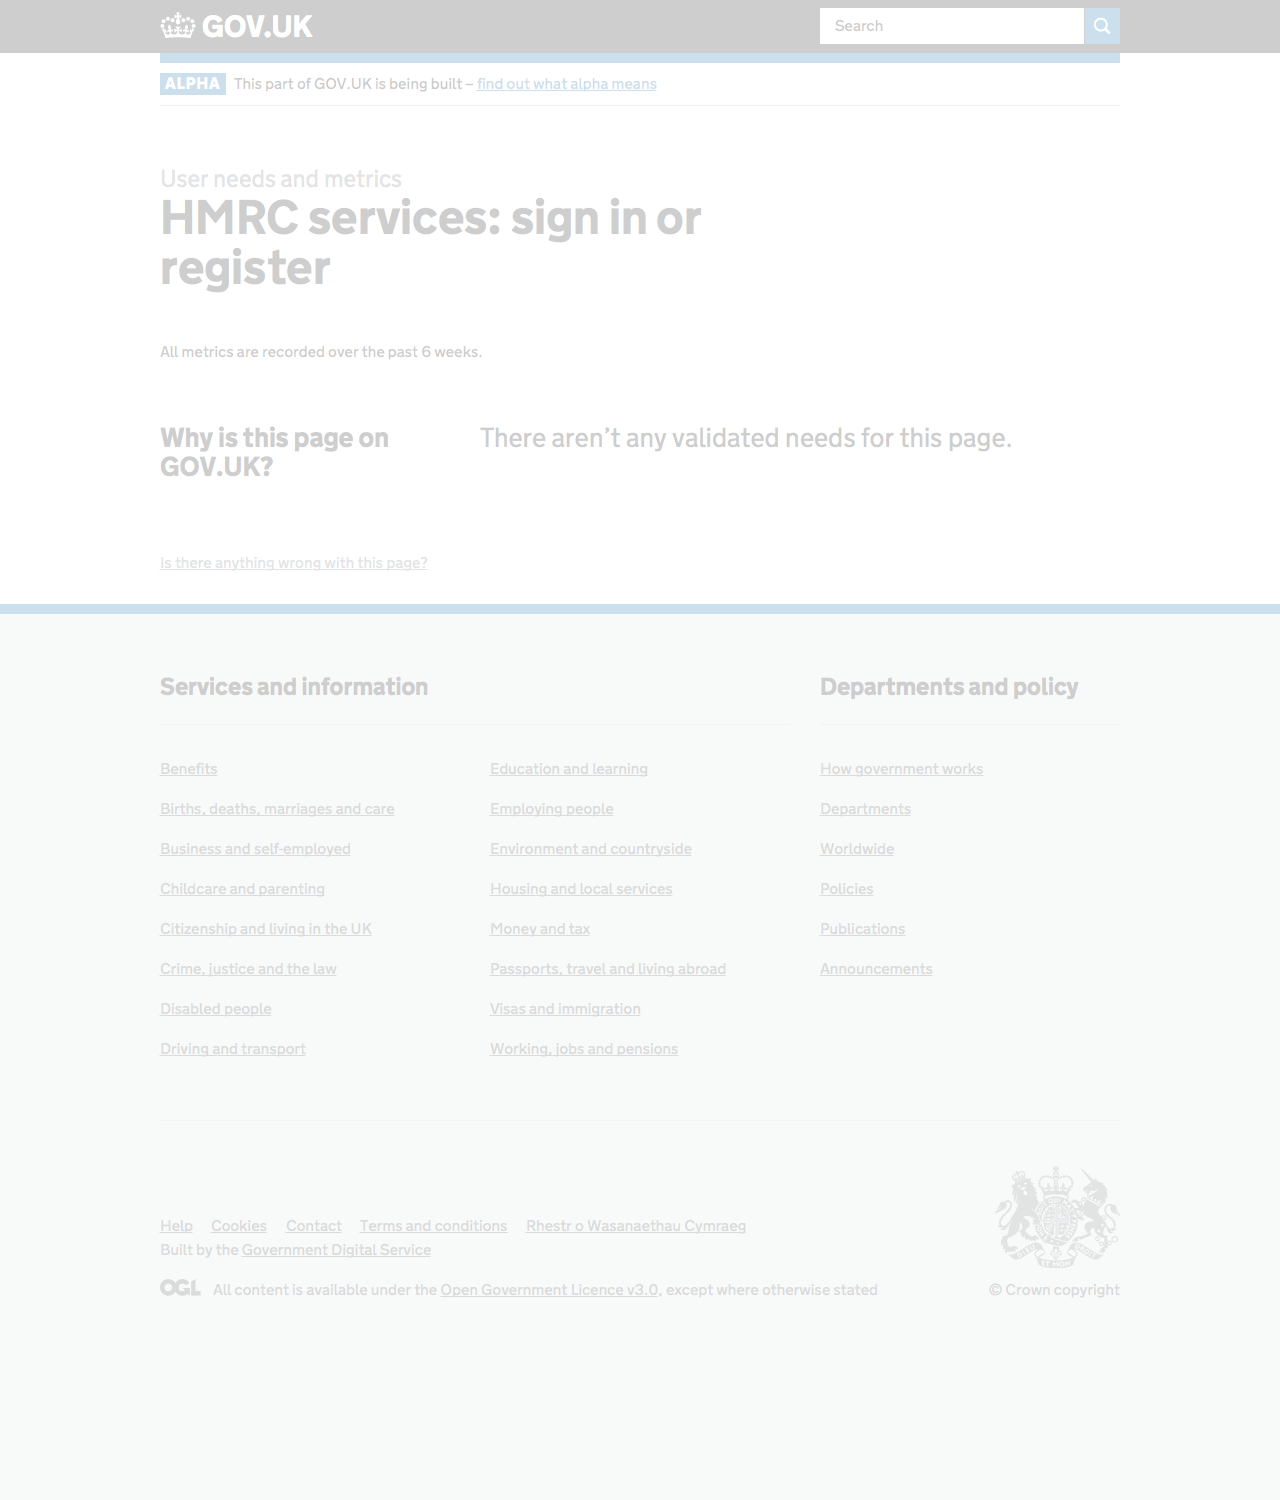 GOV.UK
Search
ALPHA This part of GOV.UK is being built – find out what alpha means
User needs and metrics
HMRC services: sign in or
register
All metrics are recorded over the past 6 weeks.
Why is this page on
GOV.UK?
There aren’t any validated needs for this page.
Is there anything wrong with this page?
Services and information
Departments and policy
Benefits
Births, deaths, marriages and care
Business and self-employed
Childcare and parenting
Citizenship and living in the UK
Crime, justice and the law
Disabled people
Driving and transport
Education and learning
Employing people
Environment and countryside
Housing and local services
Money and tax
Passports, travel and living abroad
Visas and immigration
Working, jobs and pensions
How government works
Departments
Worldwide
Policies
Publications
Announcements
Help Cookies Contact Terms and conditions Rhestr o Wasanaethau Cymraeg
Built by the Government Digital Service
OGL All content is available under the Open Government Licence v3.0, except where otherwise stated
© Crown copyright